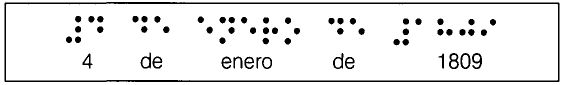 ⠼⠙ ⠙⠑ ⠑⠝⠑⠗⠕ ⠙⠑ ⠼⠁⠓⠚⠊
4 de enero de 1809